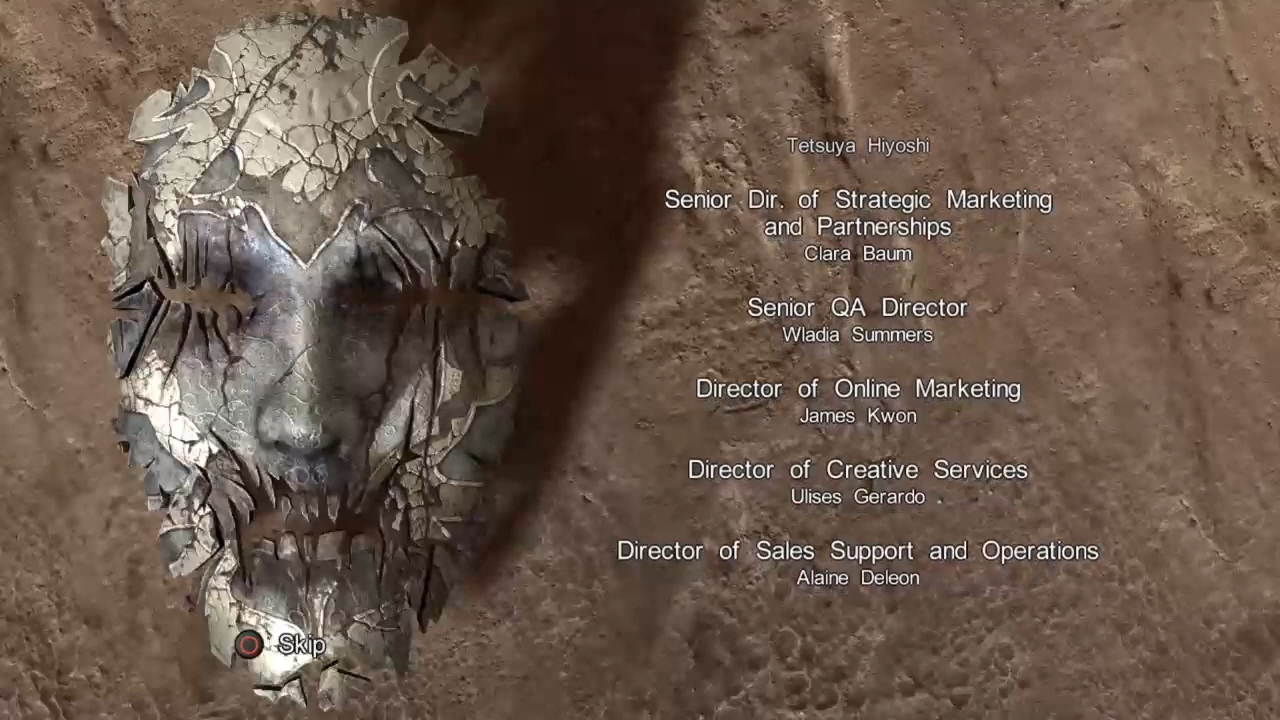 Tetsuya Hiyoshi
Senior Dir. of Strategic Marketing
and Partnerships
Clara Baum
Senior QA Director
Wladia Summers
Director of Online Marketing
James Kwon
Director of Creative Services
Ulises Gerardo
Director of Sales Support and Operations
Alaine Deleon
Skip